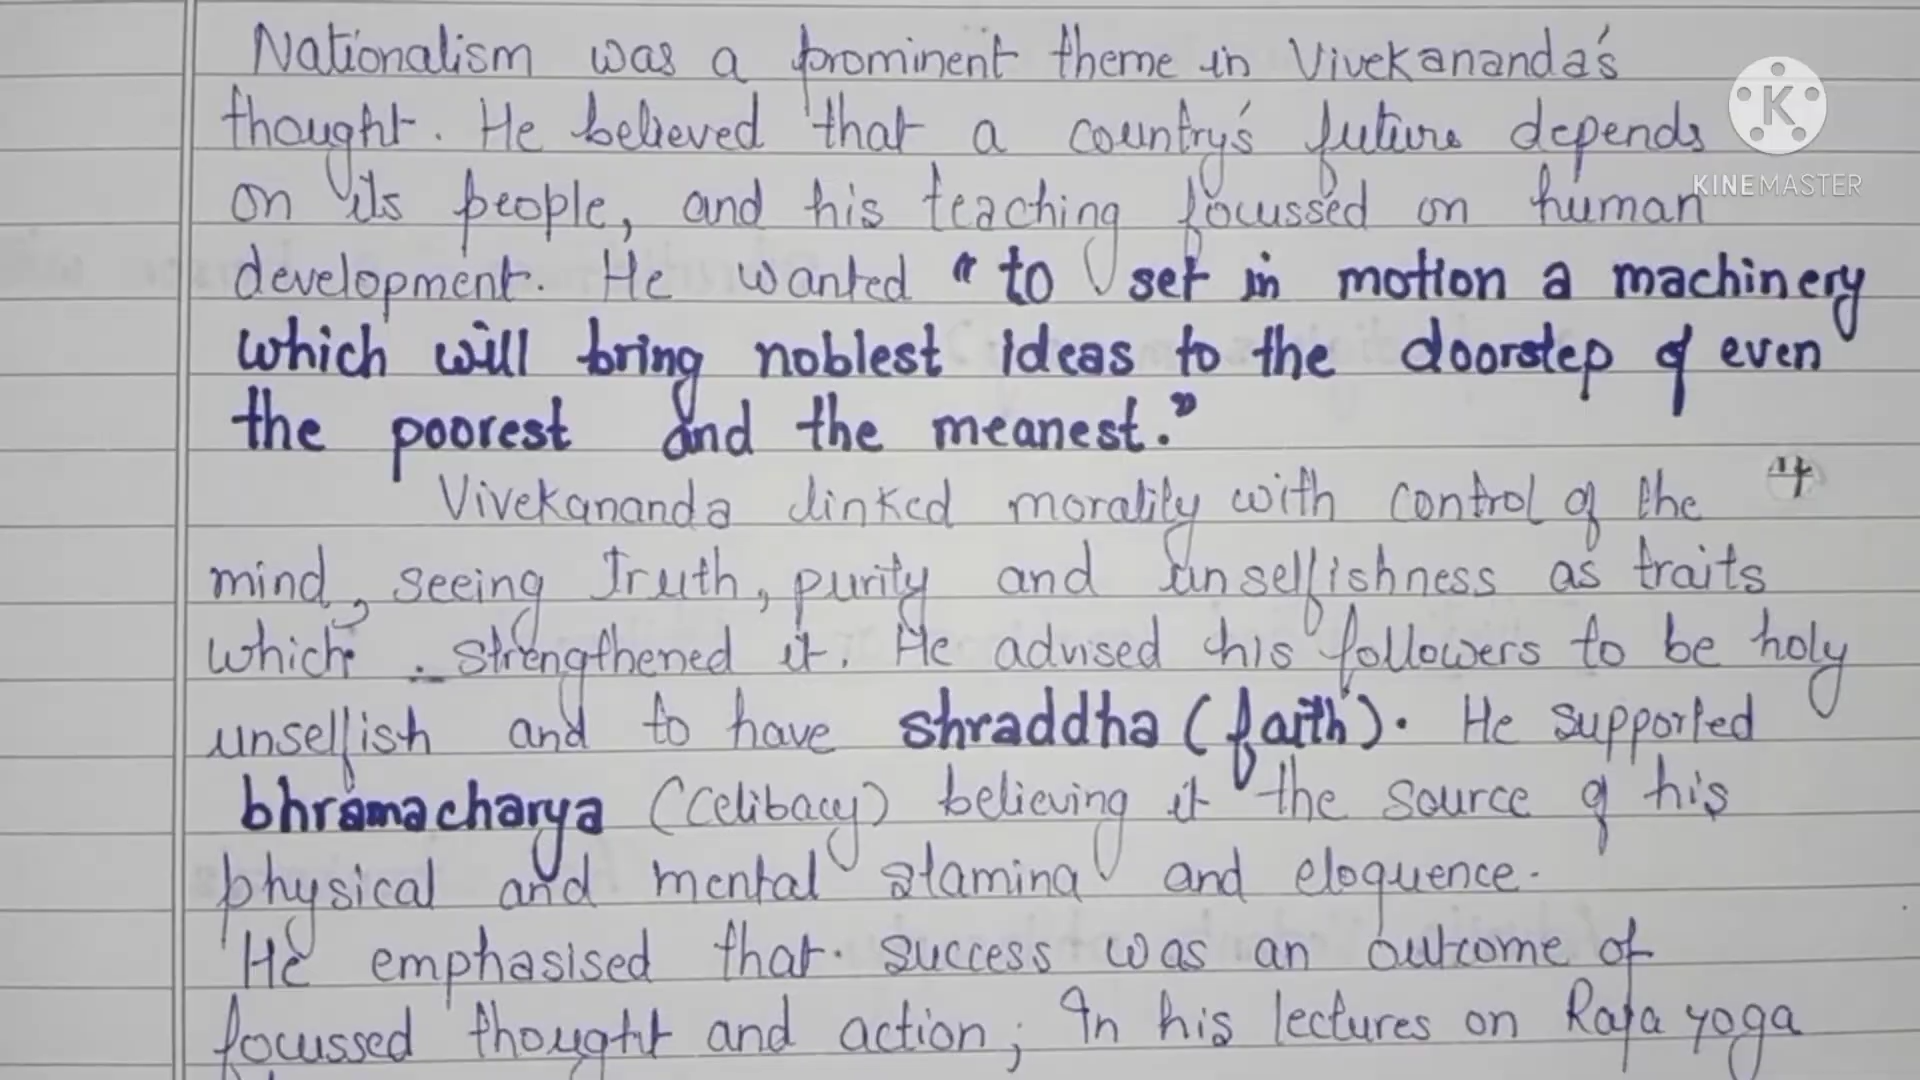 Nationalism was a prominent theme in Vivekananda's
thought. He believed that a country's future depends
on its people, and his teaching focussed on human
development. He wanted "to set in motion a machinery
which will bring noblest ideas to the doorstep of even
the poorest and the meanest."
Vivekananda linked morality with control of the
mind, seeing Truth, purity and unselfishness as traits
which strengthened it. He advised his followers to be holy
unselfish and to have shraddha (faith). He supported
bhramacharya (Celibacy) believing it the source of his
physical and mental stamina and eloquence.
He emphasised that success was an outcome of
focussed thought and action; In his lectures on Raja yoga
K
KINEMASTER